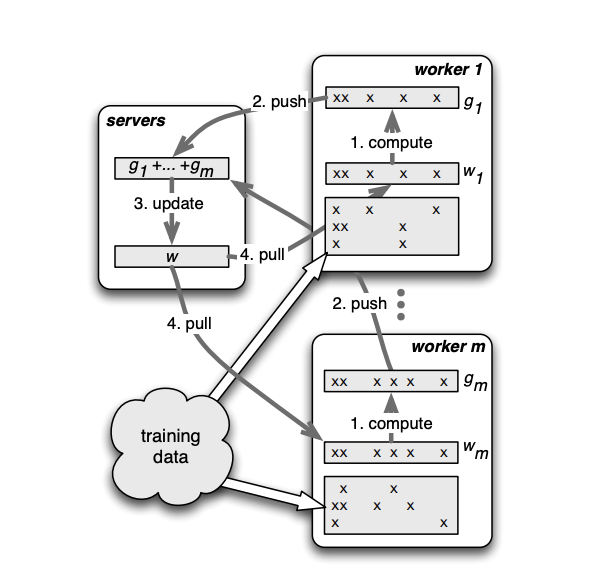 worker 1
2. push
xx x x x
g1
servers
1. compute
g1 +... +gm
xx x x x
w1
3. update
x x x
xx x
x x
w
4. pull
2. push
4. pull
worker m
xx x x x x
gm
1. compute
training
data
xx x x x x
wm
x x
xx x x
x x